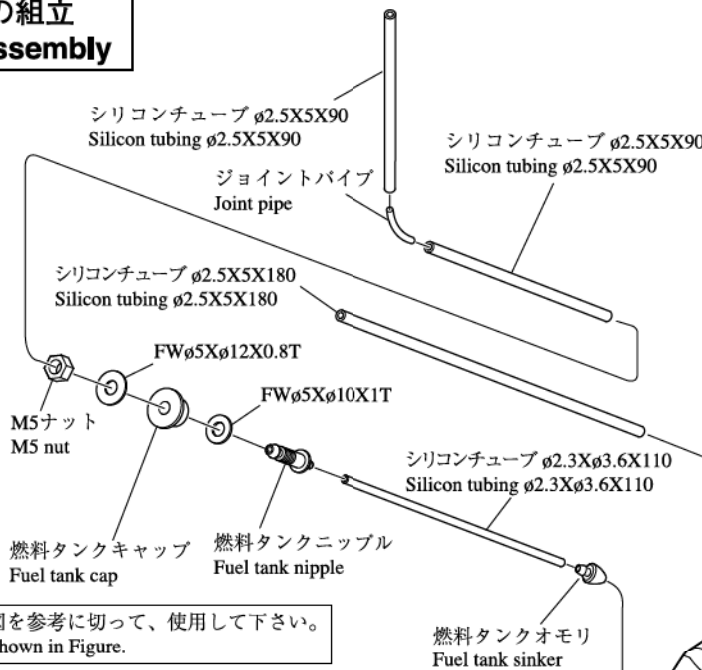 の組立
ssembly
シリコンチューブ ø2.5X5X90
Silicon tubing ø2.5X5X90
シリコンチューブ ø2.5X5X90
Silicon tubing ø2.5X5X90
ジョイントパイプ
Joint pipe
シリコンチューブ ø2.5X5X180
Silicon tubing ø2.5X5X180
FWø5Xø12X0.8T
FWø5Xø10X1T
M5ナット
M5 nut
シリコンチューブ ø2.3Xø3.6X110
Silicon tubing ø2.3Xø3.6X110
燃料タンクキャップ
Fuel tank cap
燃料タンクニップル
Fuel tank nipple
図を参考に切って、使用して下さい。
hown in Figure.
燃料タンクオモリ
Fuel tank sinker